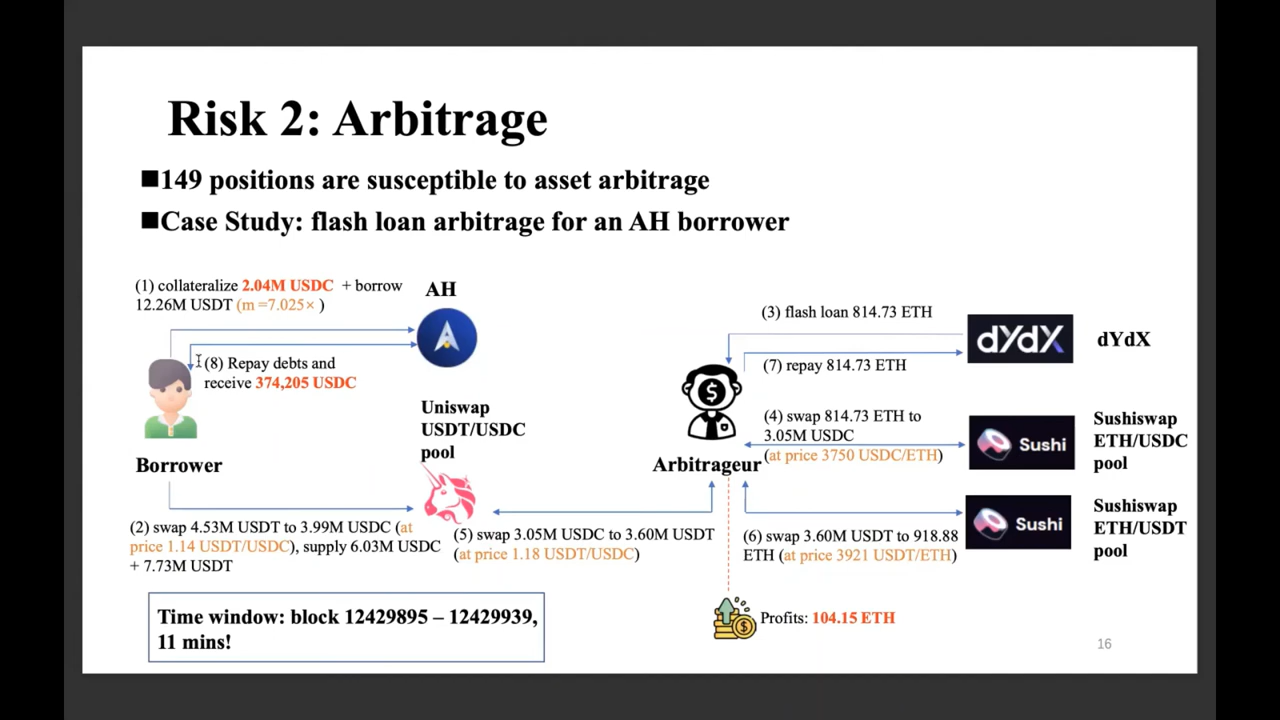 Risk 2: Arbitrage
■149 positions are susceptible to asset arbitrage
■Case Study: flash loan arbitrage for an AH borrower
(1) collateralize 2.04M USDC + borrow
12.26M USDT (m =7.025× )
AH
(8) Repay debts and
receive 374,205 USDC
Borrower
Uniswap
USDT/USDC
pool
(2) swap 4.53M USDT to 3.99M USDC (at
price 1.14 USDT/USDC), supply 6.03M USDC
+ 7.73M USDT
(5) swap 3.05M USDC to 3.60M USDT
(at price 1.18 USDT/USDC)
(3) flash loan 814.73 ETH
dYdX
dYdX
(7) repay 814.73 ETH
Arbitrageur
(4) swap 814.73 ETH to
3.05M USDC
(at price 3750 USDC/ETH)
Sushi
Sushiswap
ETH/USDC
pool
(6) swap 3.60M USDT to 918.88
ETH (at price 3921 USDT/ETH)
Sushi
Sushiswap
ETH/USDT
pool
Profits: 104.15 ETH
Time window: block 12429895 – 12429939,
11 mins!
16